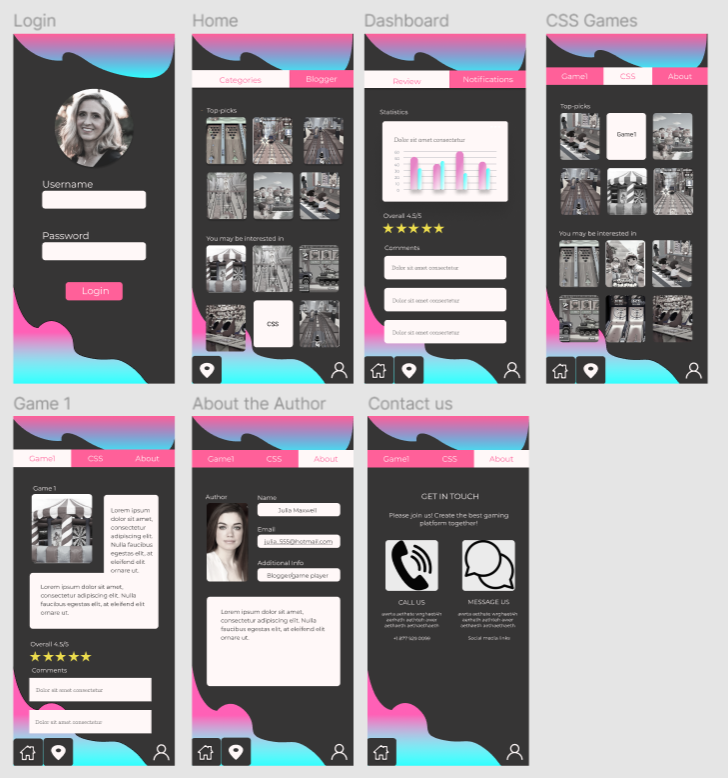 Login
Username
Password
Login
Home
Categories
Blogger
Top-picks
You may be interested in
CSS
Dashboard
Review
Notifications
Statistics
Dolor sit amet consectetur
Overall 4.5/5
Comments
Dolor sit amet consectetur
Dolor sit amet consectetur
Dolor sit amet consectetur
CSS Games
Game1
CSS
About
Top-picks
Game1
You may be interested in
Game 1
Game1
CSS
About
Game 1
Lorem ipsum
dolor sit amet,
consectetur
adipiscing elit.
Nulla faucibus
egestas elit, at
eleifend elit
ornare ut.
Lorem ipsum dolor sit amet,
consectetur adipiscing elit. Nulla
faucibus egestas elit, at eleifend elit
ornare ut.
Overall 4.5/5
Comments
Dolor sit amet consectetur
Dolor sit amet consectetur
About the Author
Game1
CSS
About
Author
Name
Julia Maxwell
Email
julia_555@hotmail.com
Additional Info
Blogger/game player
Lorem ipsum dolor sit amet,
consectetur adipiscing elit. Nulla
faucibus egestas elit, at eleifend elit
ornare ut.
Contact us
Game1
CSS
About
GET IN TOUCH
Please join us! Create the best gaming
platform together!
CALL US
MESSAGE US
Social media links